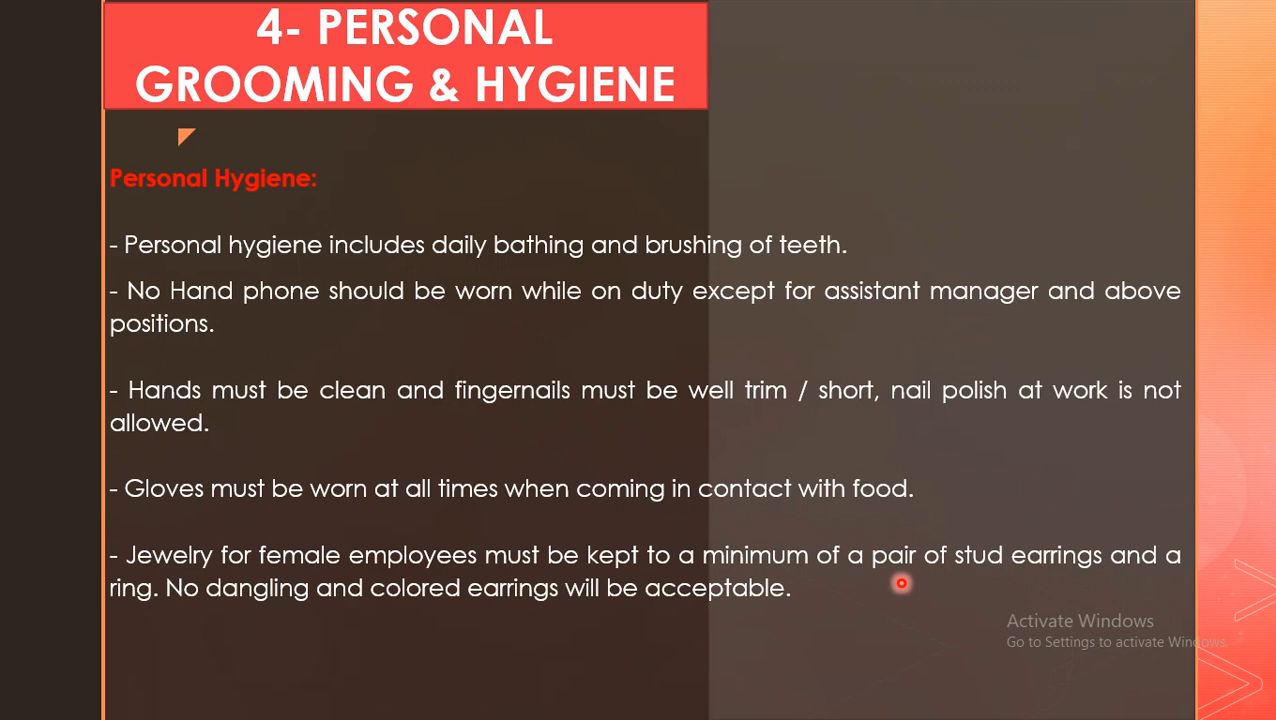 4- PERSONAL
GROOMING & HYGIENE
Personal Hygiene:
- Personal hygiene includes daily bathing and brushing of teeth.
- No Hand phone should be worn while on duty except for assistant manager and above
positions.
- Hands must be clean and fingernails must be well trim / short, nail polish at work is not
allowed.
- Gloves must be worn at all times when coming in contact with food.
- Jewelry for female employees must be kept to a minimum of a pair of stud earrings and a
ring. No dangling and colored earrings will be acceptable.
Activate Windows
Go to Settings to activate Windows.